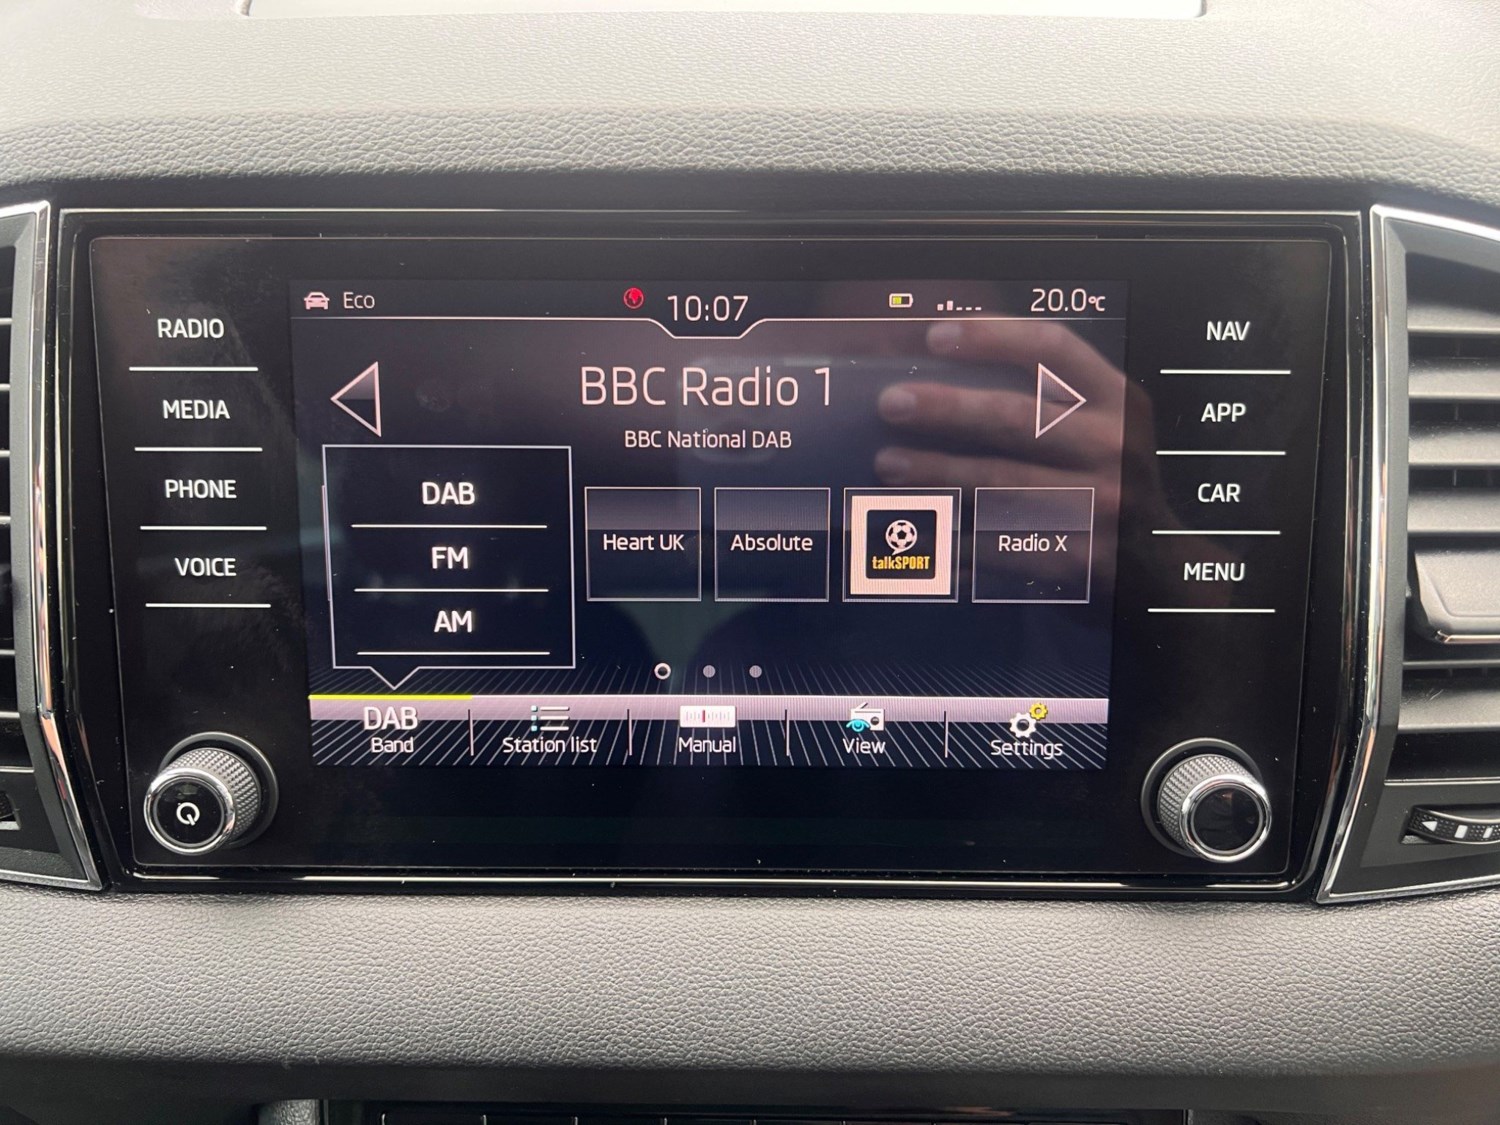 Eco
10:07
20.0°C
BBC Radio 1
BBC National DAB
RADIO
MEDIA
PHONE
VOICE
DAB
FM
AM
Heart UK
Absolute
talkSPORT
Radio X
NAV
APP
CAR
MENU
DAB
Band
Station list
Manual
View
Settings